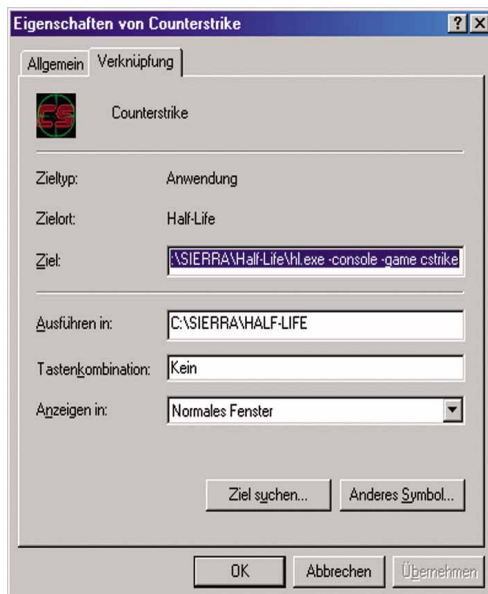 Eigenschaften von Counterstrike
Allgemein Verknüpfung
CS
Counterstrike
Zieltyp: Anwendung
Zielort: Half-Life
Ziel: :\SIERRA\Half-Life\hl.exe -console -game cstrike
Ausführen in: C:\SIERRA\HALF-LIFE
Tastenkombination: Kein
Anzeigen in: Normales Fenster
Ziel suchen... Anderes Symbol...
OK Abbrechen Übernehmen